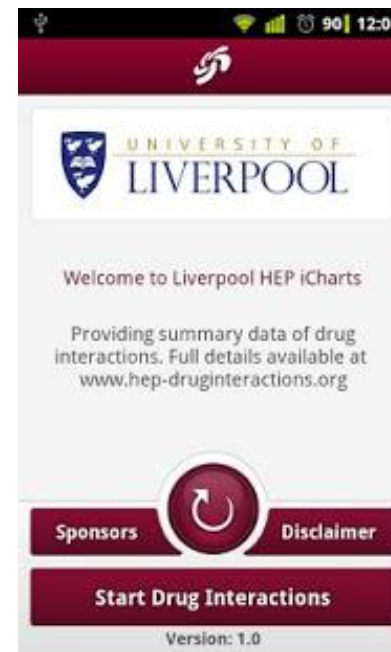 90 12:0
UNIVERSITY OF
LIVERPOOL
Welcome to Liverpool HEP iCharts
Providing summary data of drug
interactions. Full details available at
www.hep-druginteractions.org
Sponsors
Disclaimer
Start Drug Interactions
Version: 1.0